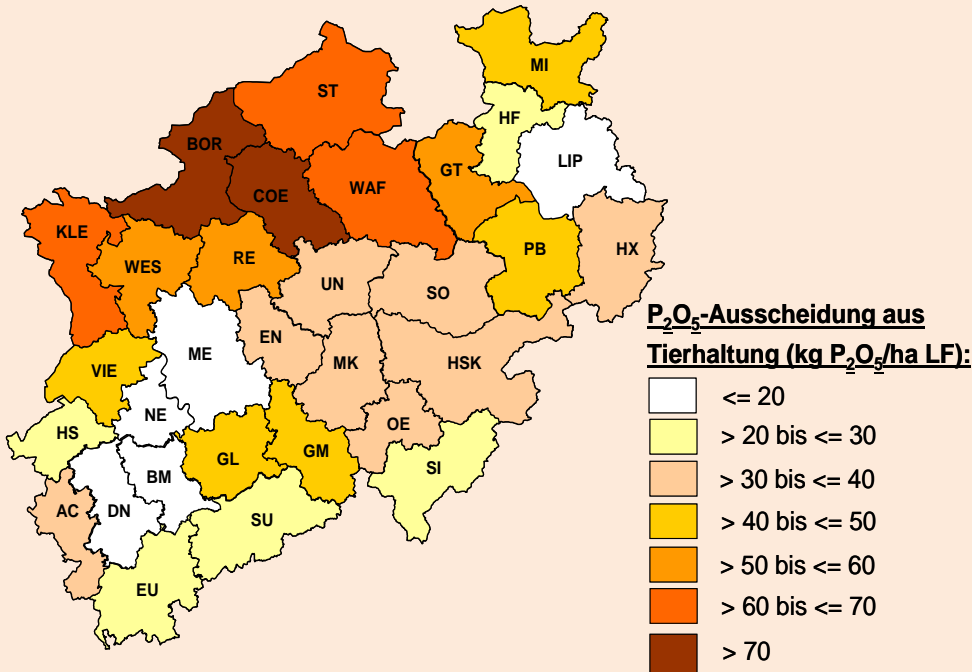 MI
ST
HF
BOR
LIP
GT
COE
WAF
KLE
HX
PB
WES
RE
UN
SO
EN
ME
MK
HSK
VIE
NE
OE
HS
GL
GM
SI
BM
AC
DN
SU
EU
P₂O₅-Ausscheidung aus
Tierhaltung (kg P₂O₅/ha LF):
<= 20
> 20 bis <= 30
> 30 bis <= 40
> 40 bis <= 50
> 50 bis <= 60
> 60 bis <= 70
> 70